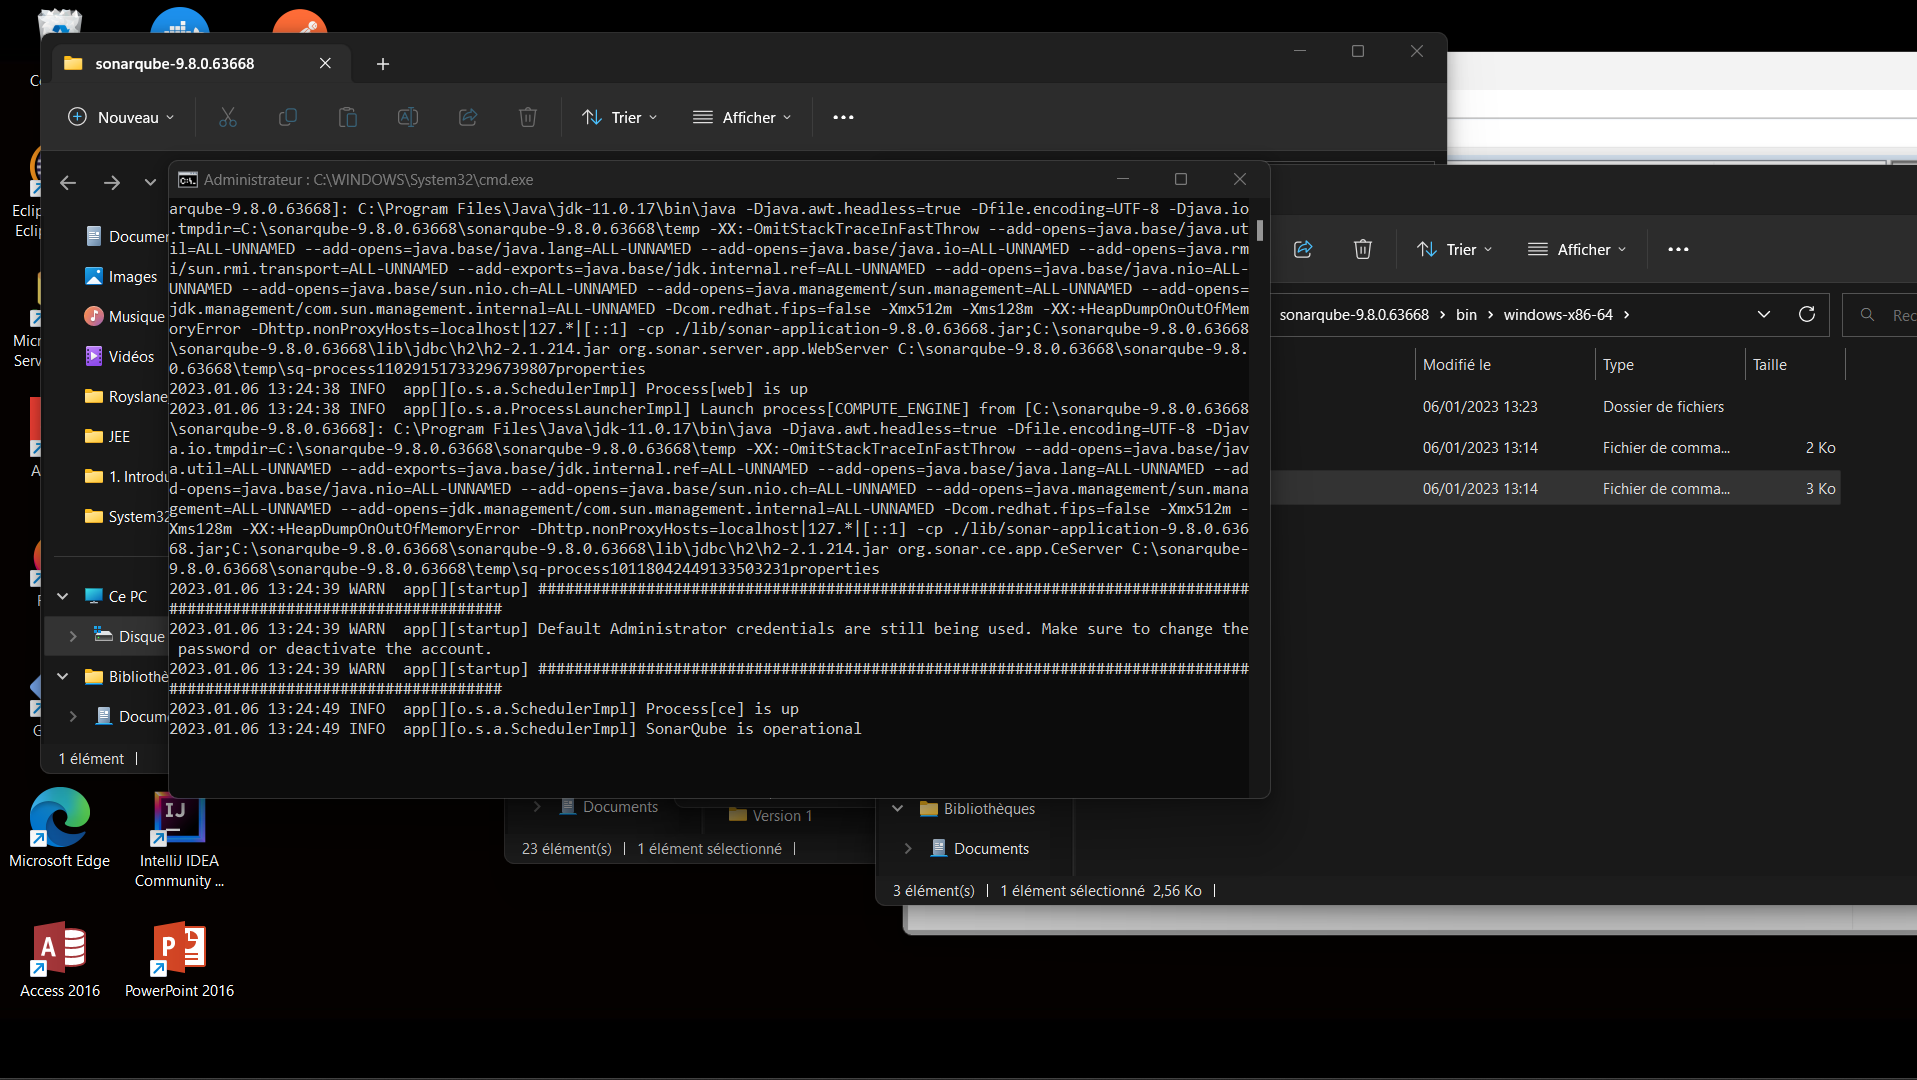 sonarqube-9.8.0.63668
Nouveau
Trier
Afficher
Administrateur : C:\WINDOWS\System32\cmd.exe
arqube-9.8.0.63668]: C:\Program Files\Java\jdk-11.0.17\bin\java -Djava.awt.headless=true -Dfile.encoding=UTF-8 -Djava.io
.tmpdir=C:\sonarqube-9.8.0.63668\sonarqube-9.8.0.63668\temp -XX:-OmitStackTraceInFastThrow --add-opens=java.base/java.ut
il=ALL-UNNAMED --add-opens=java.base/java.lang=ALL-UNNAMED --add-opens=java.base/java.io=ALL-UNNAMED --add-opens=java.rm
i/sun.rmi.transport=ALL-UNNAMED --add-exports=java.base/jdk.internal.ref=ALL-UNNAMED --add-opens=java.base/java.nio=ALL-
UNNAMED --add-opens=java.base/sun.nio.ch=ALL-UNNAMED --add-opens=java.management/sun.management=ALL-UNNAMED --add-opens=
jdk.management/com.sun.management.internal=ALL-UNNAMED -Dcom.redhat.fips=false -Xmx512m -Xms128m -XX:+HeapDumpOnOutOfMem
oryError -Dhttp.nonProxyHosts=localhost|127.*|[::1] -cp ./lib/sonar-application-9.8.0.63668.jar;C:\sonarqube-9.8.0.63668
\sonarqube-9.8.0.63668\lib\jdbc\h2\h2-2.1.214.jar org.sonar.server.app.WebServer C:\sonarqube-9.8.0.63668\sonarqube-9.8.
0.63668\temp\sq-process11029151733296739807properties
2023.01.06 13:24:38 INFO  app[][o.s.a.SchedulerImpl] Process[web] is up
2023.01.06 13:24:38 INFO  app[][o.s.a.ProcessLauncherImpl] Launch process[COMPUTE_ENGINE] from [C:\sonarqube-9.8.0.63668
\sonarqube-9.8.0.63668]: C:\Program Files\Java\jdk-11.0.17\bin\java -Djava.awt.headless=true -Dfile.encoding=UTF-8 -Djav
a.io.tmpdir=C:\sonarqube-9.8.0.63668\sonarqube-9.8.0.63668\temp -XX:-OmitStackTraceInFastThrow --add-opens=java.base/jav
a.util=ALL-UNNAMED --add-exports=java.base/jdk.internal.ref=ALL-UNNAMED --add-opens=java.base/java.lang=ALL-UNNAMED --ad
d-opens=java.base/java.nio=ALL-UNNAMED --add-opens=java.base/sun.nio.ch=ALL-UNNAMED --add-opens=java.management/sun.mana
gement=ALL-UNNAMED --add-opens=jdk.management/com.sun.management.internal=ALL-UNNAMED -Dcom.redhat.fips=false -Xmx512m -
Xms128m -XX:+HeapDumpOnOutOfMemoryError -Dhttp.nonProxyHosts=localhost|127.*|[::1] -cp ./lib/sonar-application-9.8.0.636
68.jar;C:\sonarqube-9.8.0.63668\sonarqube-9.8.0.63668\lib\jdbc\h2\h2-2.1.214.jar org.sonar.ce.app.CeServer C:\sonarqube-
9.8.0.63668\sonarqube-9.8.0.63668\temp\sq-process10118042449133503231properties
2023.01.06 13:24:39 WARN  app[][startup] ###############################################################################
#####################################
2023.01.06 13:24:39 WARN  app[][startup] Default Administrator credentials are still being used. Make sure to change the
 password or deactivate the account.
2023.01.06 13:24:39 WARN  app[][startup] ###############################################################################
#####################################
2023.01.06 13:24:49 INFO  app[][o.s.a.SchedulerImpl] Process[ce] is up
2023.01.06 13:24:49 INFO  app[][o.s.a.SchedulerImpl] SonarQube is operational
Documen
Images
Musique
Vidéos
Royslane
JEE
1. Introdu
System32
Ce PC
Disque
Bibliothè
Docum
1 élément
Trier
Afficher
sonarqube-9.8.0.63668 > bin > windows-x86-64 >
Rec
Modifié le Type Taille
06/01/2023 13:23 Dossier de fichiers
06/01/2023 13:14 Fichier de comma... 2 Ko
06/01/2023 13:14 Fichier de comma... 3 Ko
Documents
Version 1
23 élément(s) 1 élément sélectionné
Bibliothèques
Documents
3 élément(s) 1 élément sélectionné 2,56 Ko
Eclip
Eclip
Micr
Serv
Microsoft Edge
IntelliJ IDEA
Community ...
Access 2016
PowerPoint 2016